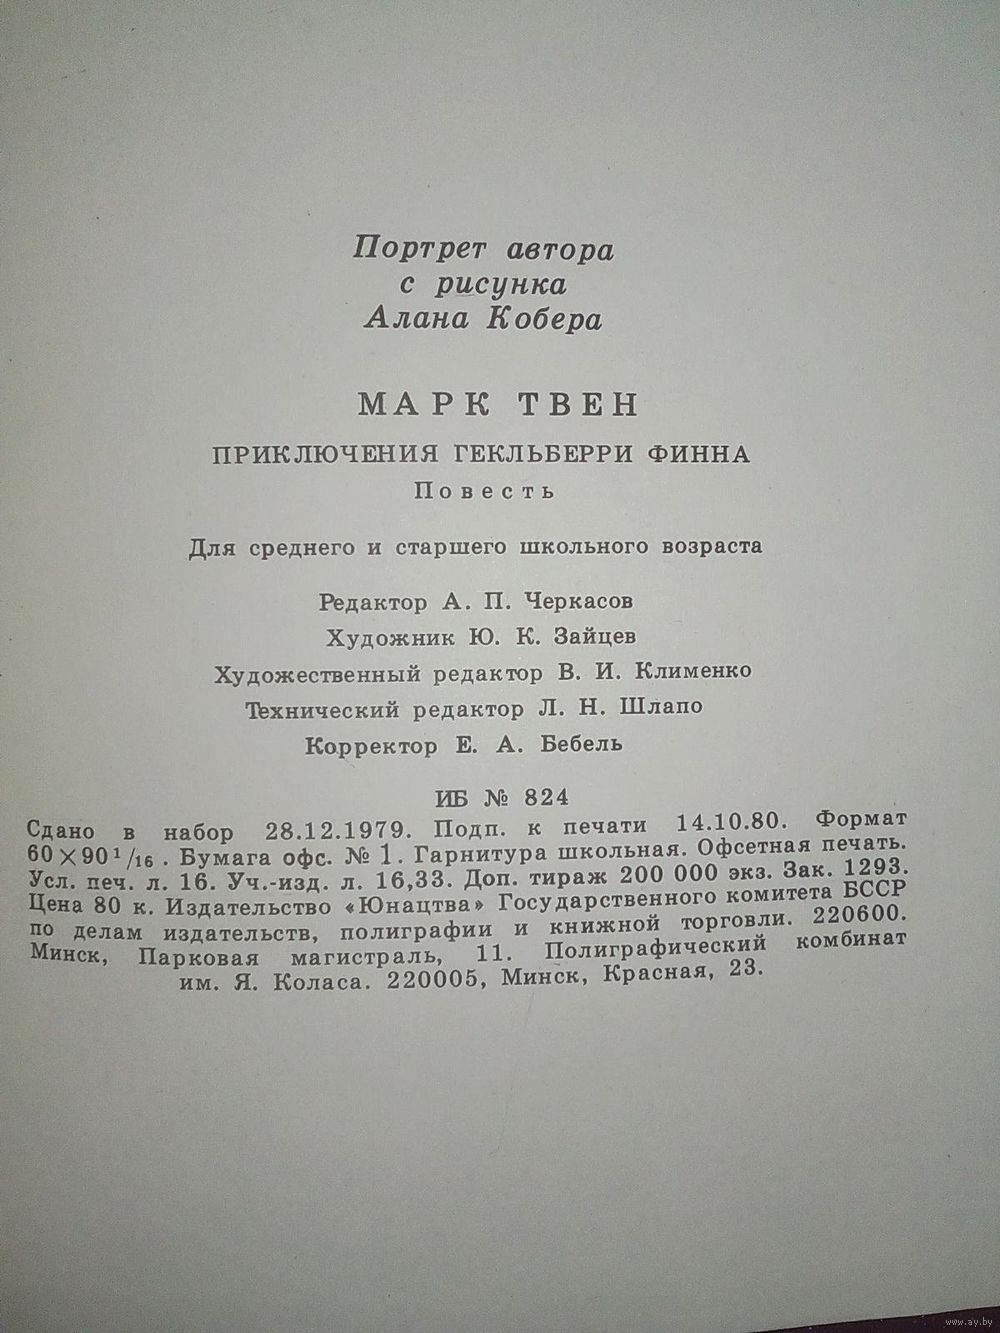 Портрет автора
с рисунка
Алана Кобера
МАРК ТВЕН
ПРИКЛЮЧЕНИЯ ГЕКЛЬБЕРРИ ФИННА
Повесть
Для среднего и старшего школьного возраста
Редактор А. П. Черкасов
Художник Ю. К. Зайцев
Художественный редактор В. И. Клименко
Технический редактор Л. Н. Шлапо
Корректор Е. А. Бебель
ИБ № 824
Сдано в набор 28.12.1979. Подп. к печати 14.10.80. Формат
60×90¹/₁₆. Бумага офс. № 1. Гарнитура школьная. Офсетная печать.
Усл. печ. л. 16. Уч.-изд. л. 16,33. Доп. тираж 200 000 экз. Зак. 1293.
Цена 80 к. Издательство «Юнацтва» Государственного комитета БССР
по делам издательств, полиграфии и книжной торговли. 220600.
Минск, Парковая магистраль, 11. Полиграфический комбинат
им. Я. Коласа. 220005, Минск, Красная, 23.
www.ay.by